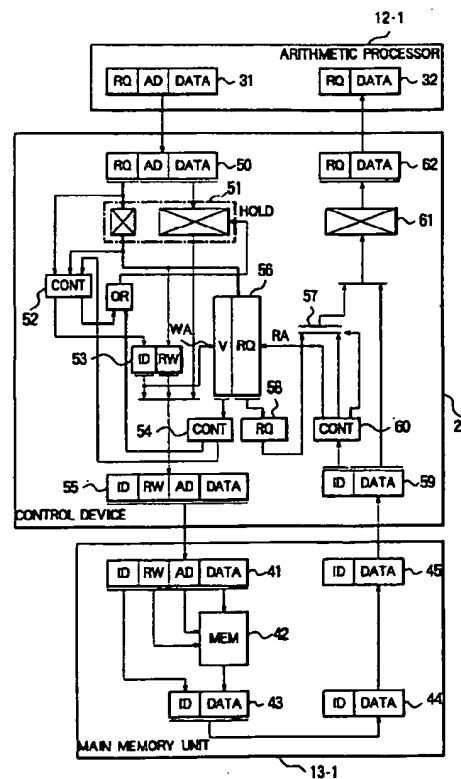 12-1
ARITHMETIC PROCESSOR
RQ AD DATA 31
RQ DATA 32
RQ AD DATA 50
RQ DATA 62
51
HOLD
61
56
CONT
OR
52
57
53
WA
V RQ
RA
ID RW
58
CONT
RQ
CONT
54
60
2
55
ID RW AD DATA
ID DATA
59
CONTROL DEVICE
ID RW AD DATA 41
ID DATA 45
MEM 42
ID DATA 43
ID DATA 44
MAIN MEMORY UNIT
13-1